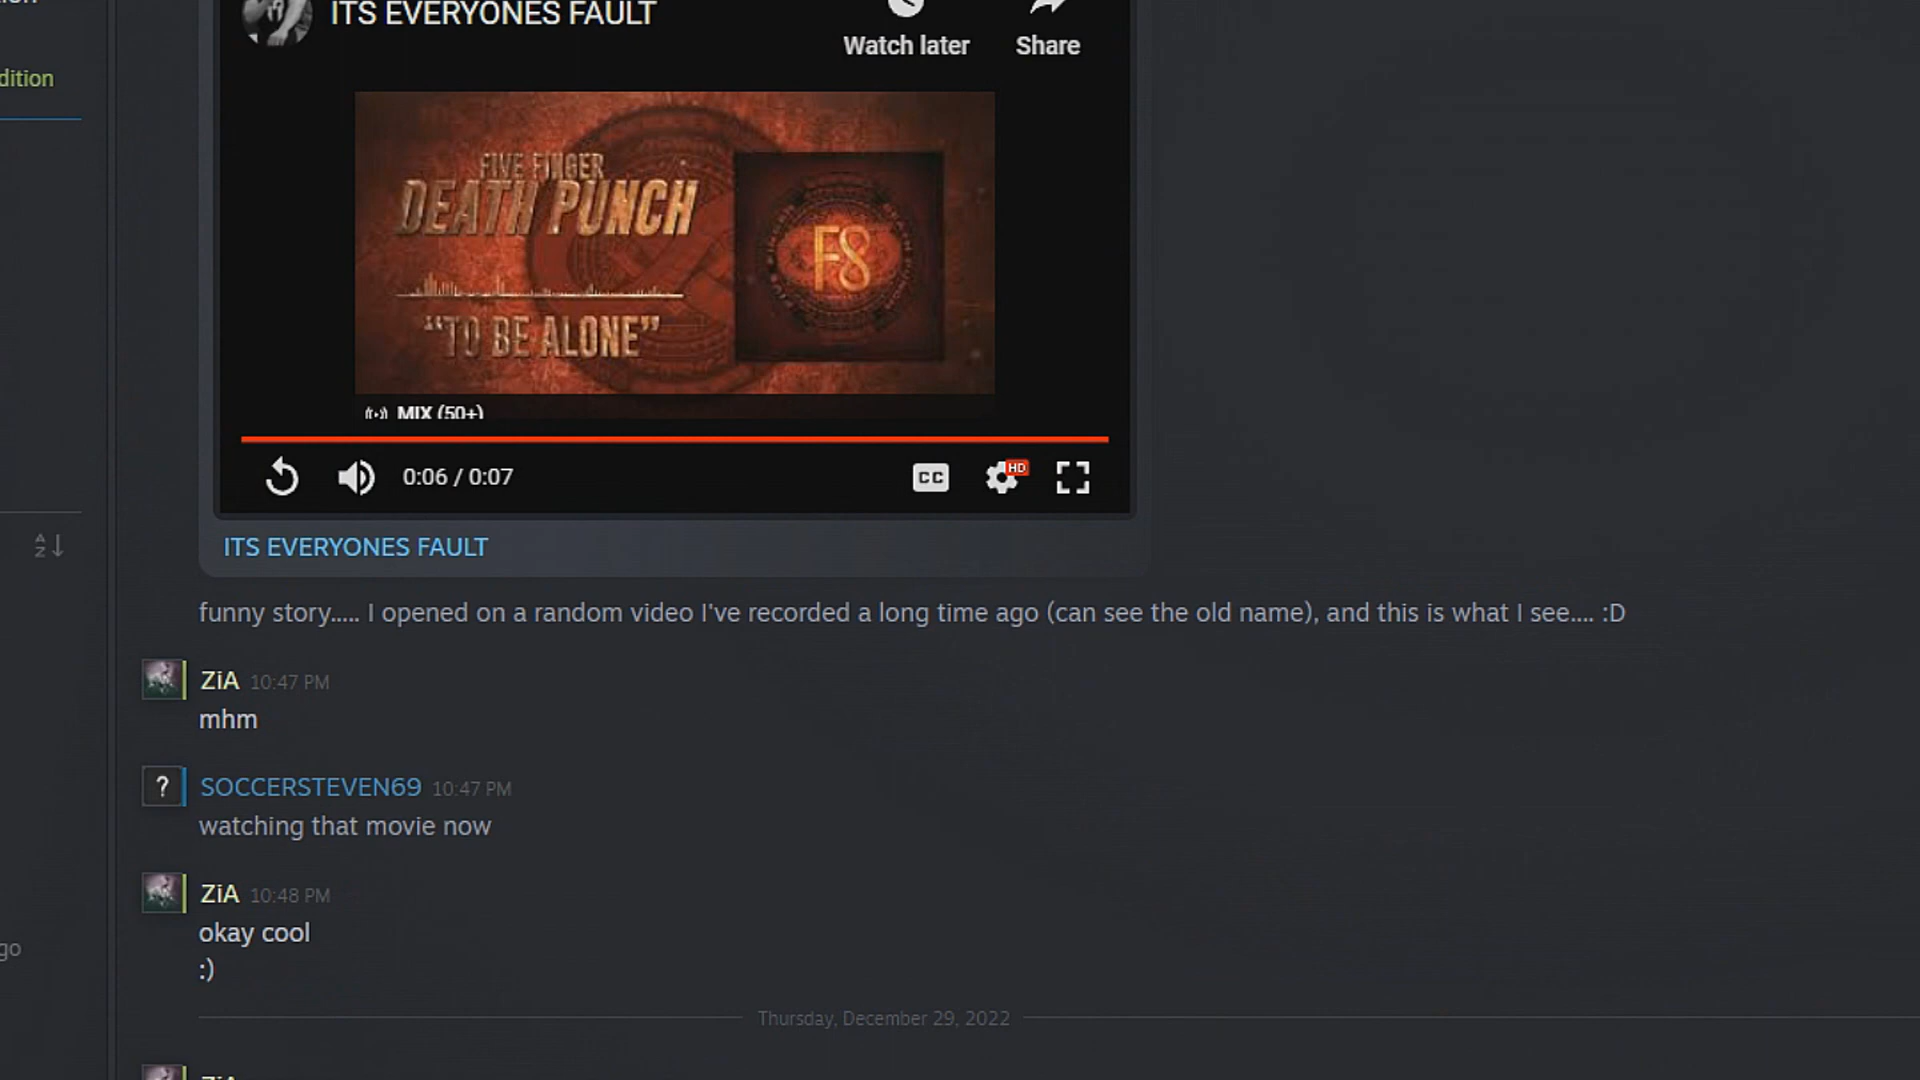 ITS EVERYONES FAULT
Watch later
Share
dition
FIVE FINGER
DEATH PUNCH
F8
"TO BE ALONE"
MIX (50+)
0:06 / 0:07
CC
HD
ITS EVERYONES FAULT
A
Z
funny story..... I opened on a random video I've recorded a long time ago (can see the old name), and this is what I see.... :D
ZiA 10:47 PM
mhm
? SOCCERSTEVEN69 10:47 PM
watching that movie now
ZiA 10:48 PM
okay cool
go
:)
Thursday, December 29, 2022
ZiA